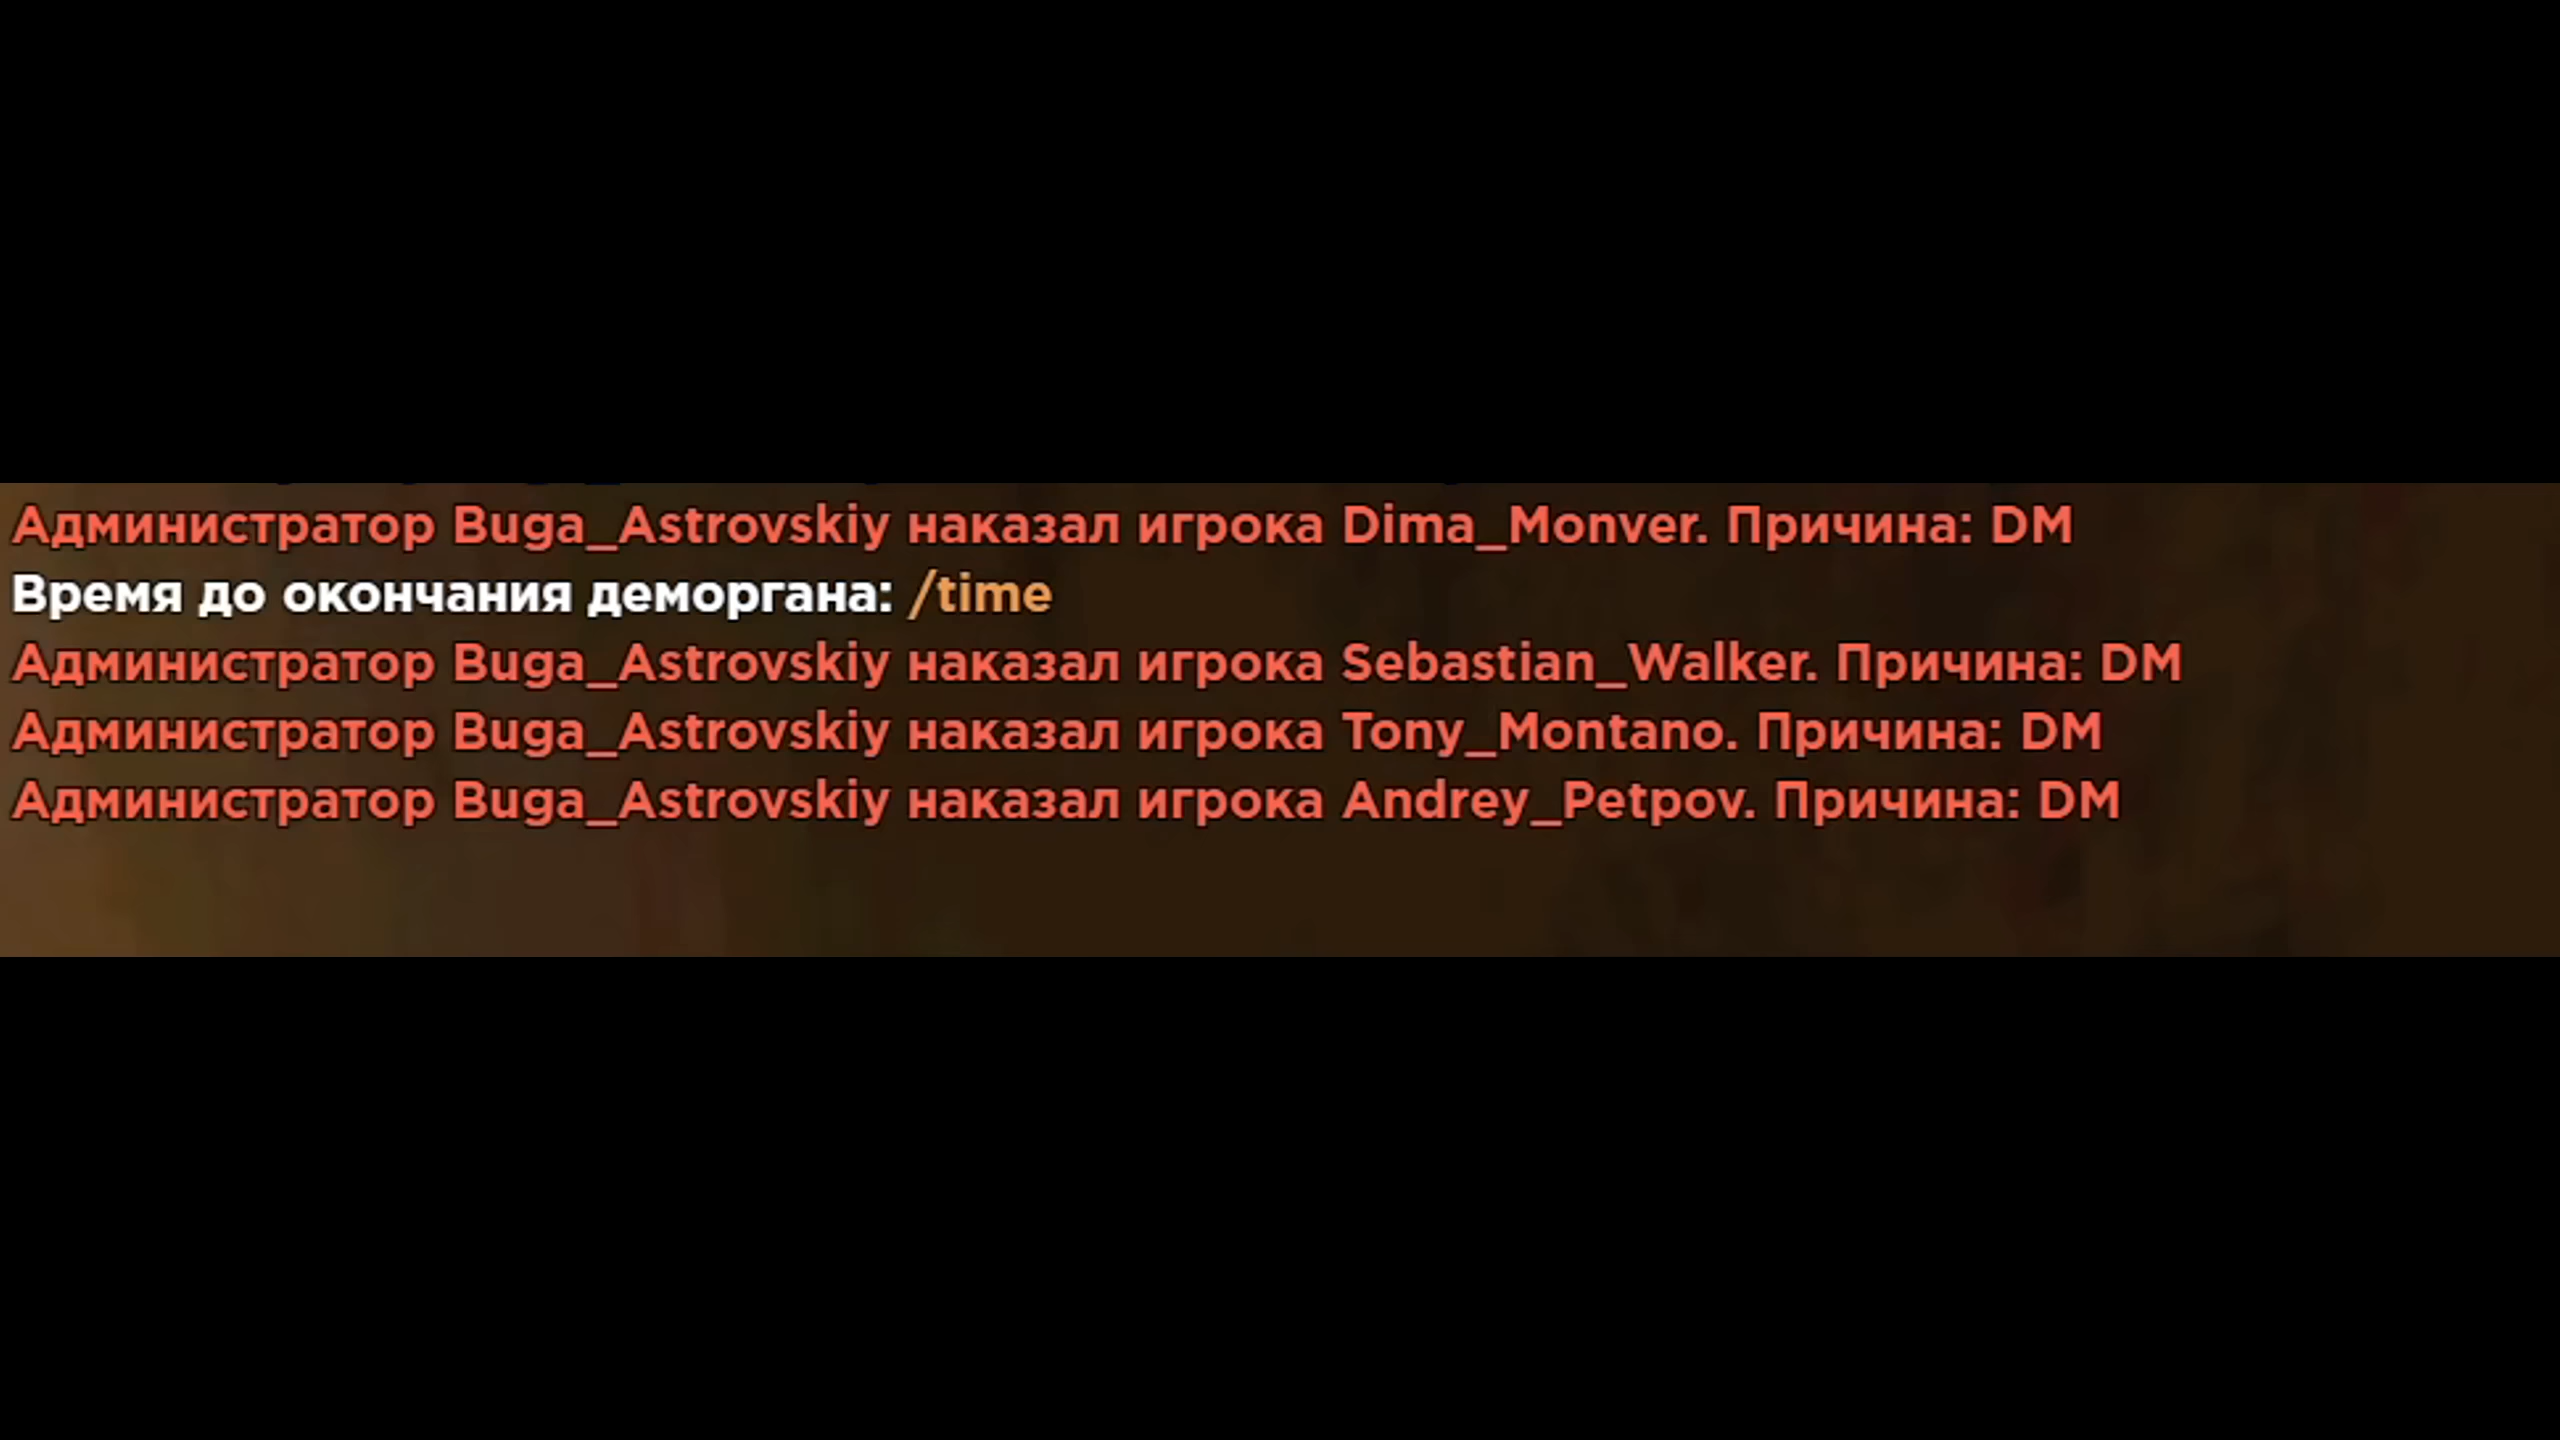 Администратор Buga_Astrovskiy наказал игрока Dima_Monver. Причина: DM
Время до окончания деморгана: /time
Администратор Buga_Astrovskiy наказал игрока Sebastian_Walker. Причина: DM
Администратор Buga_Astrovskiy наказал игрока Tony_Montano. Причина: DM
Администратор Buga_Astrovskiy наказал игрока Andrey_Petpov. Причина: DM